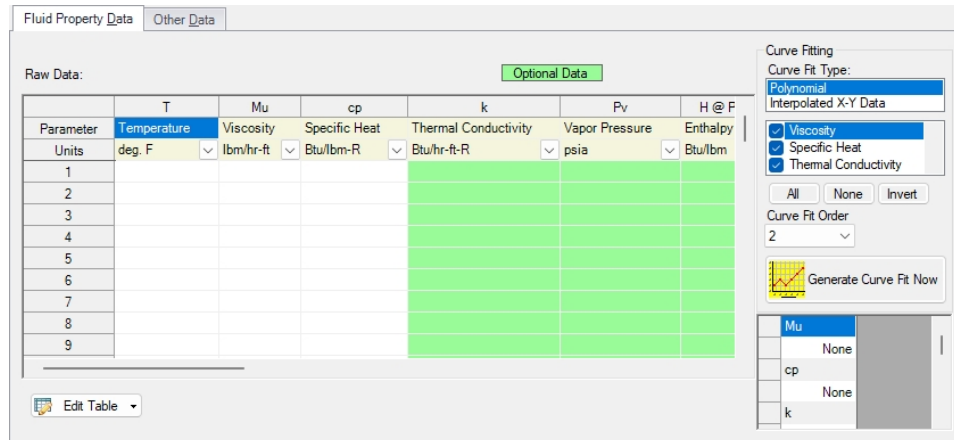 Fluid Property Data Other Data
Raw Data:
Optional Data
T Mu cp k Pv H @ P
Parameter Temperature Viscosity Specific Heat Thermal Conductivity Vapor Pressure Enthalpy
Units deg. F lbm/hr-ft Btu/lbm-R Btu/hr-ft-R psia Btu/lbm
1
2
3
4
5
6
7
8
9
Edit Table
Curve Fitting
Curve Fit Type:
Polynomial
Interpolated X-Y Data
Viscosity
Specific Heat
Thermal Conductivity
All None Invert
Curve Fit Order
2
Generate Curve Fit Now
Mu
None
cp
None
k